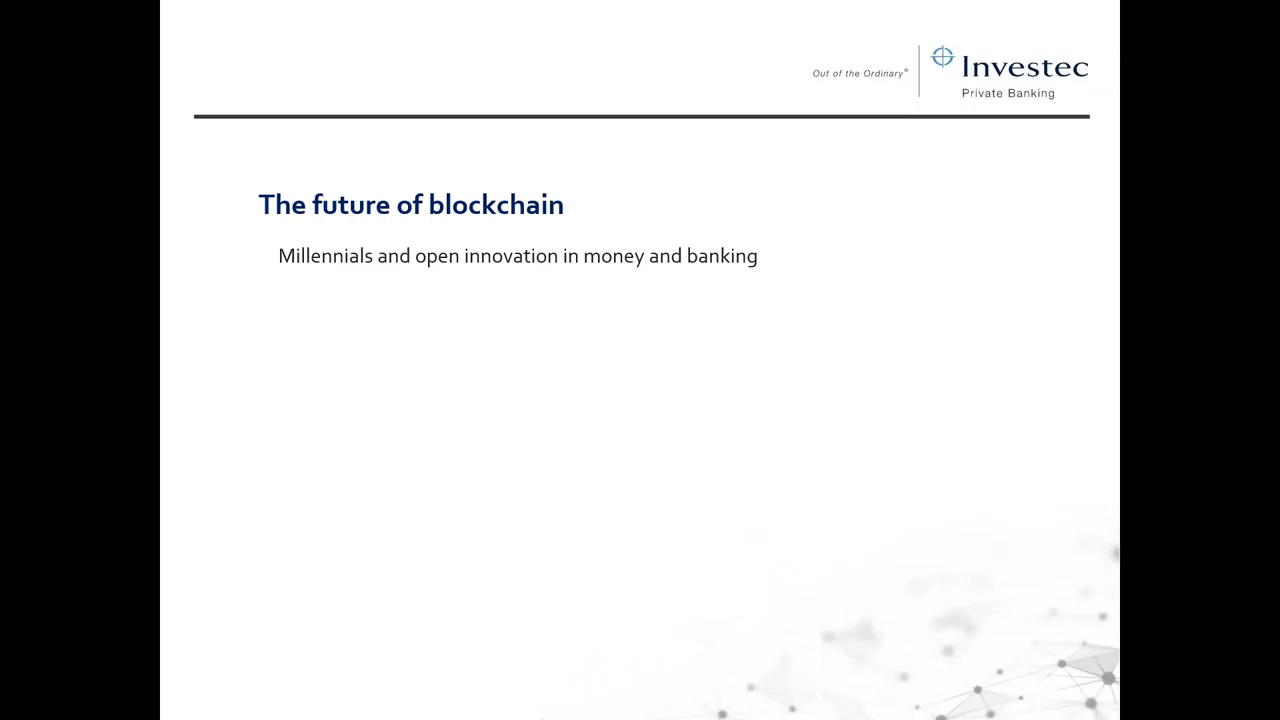 Out of the Ordinary®
Investec
Private Banking
The future of blockchain
Millennials and open innovation in money and banking